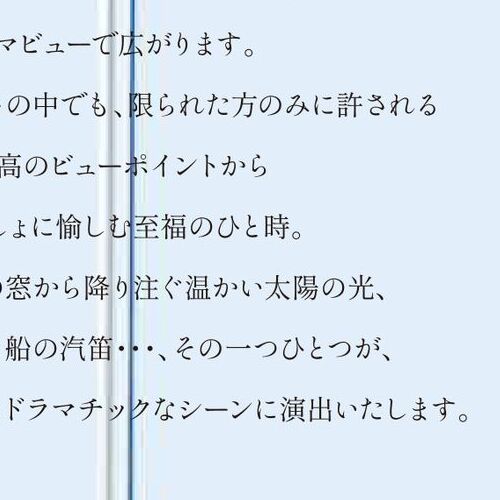 マビューで広がります。
の中でも、限られた方のみに許される
高のビューポイントから
しょに愉しむ至福のひと時。
の窓から降り注ぐ温かい太陽の光、
船の汽笛・・・、その一つひとつが、
ドラマチックなシーンに演出いたします。